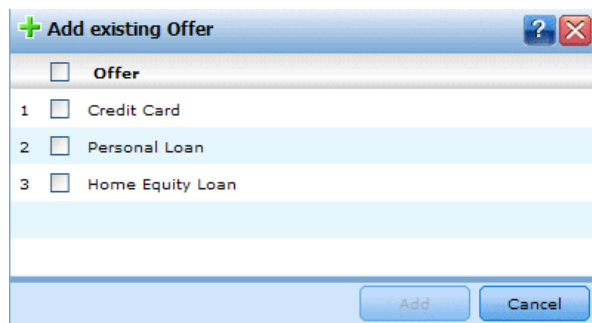 Add existing Offer ?
Offer
1 Credit Card
2 Personal Loan
3 Home Equity Loan
Add Cancel